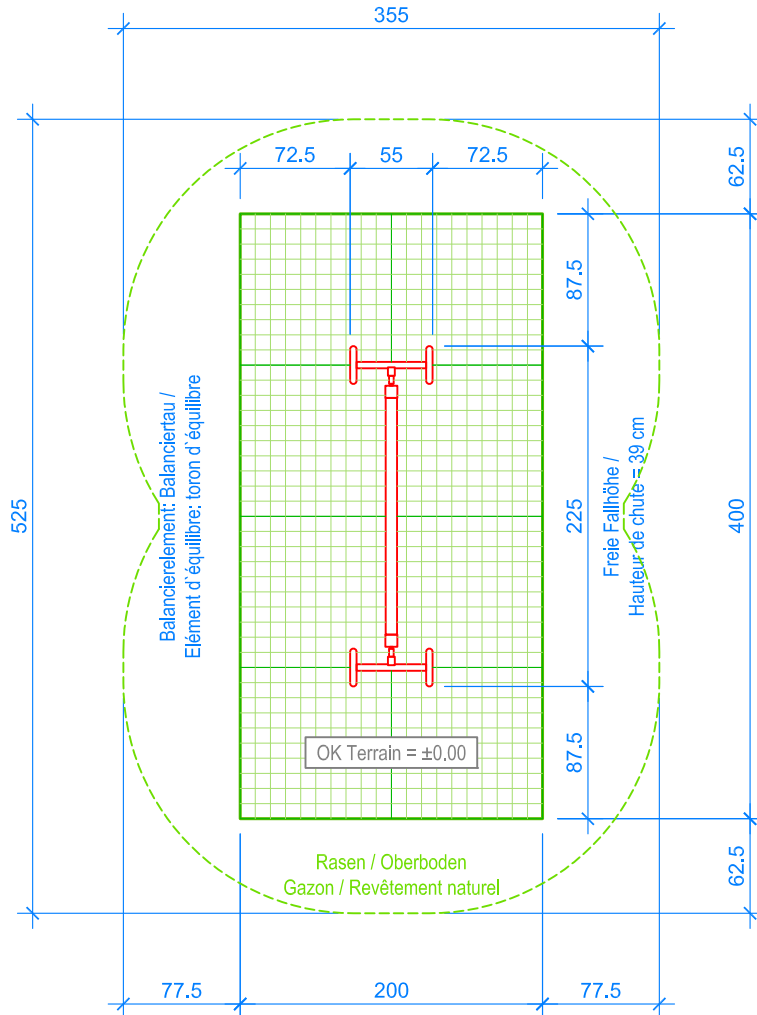 355
72.5
55
72.5
62.5
87.5
Balancierelement: Balanciertau /
Elément d`équilibre: toron d`équilibre
Freie Fallhöhe /
Hauteur de chute = 39 cm
525
225
400
OK Terrain = ±0.00
87.5
Rasen / Oberboden
Gazon / Revêtement naturel
62.5
77.5
200
77.5